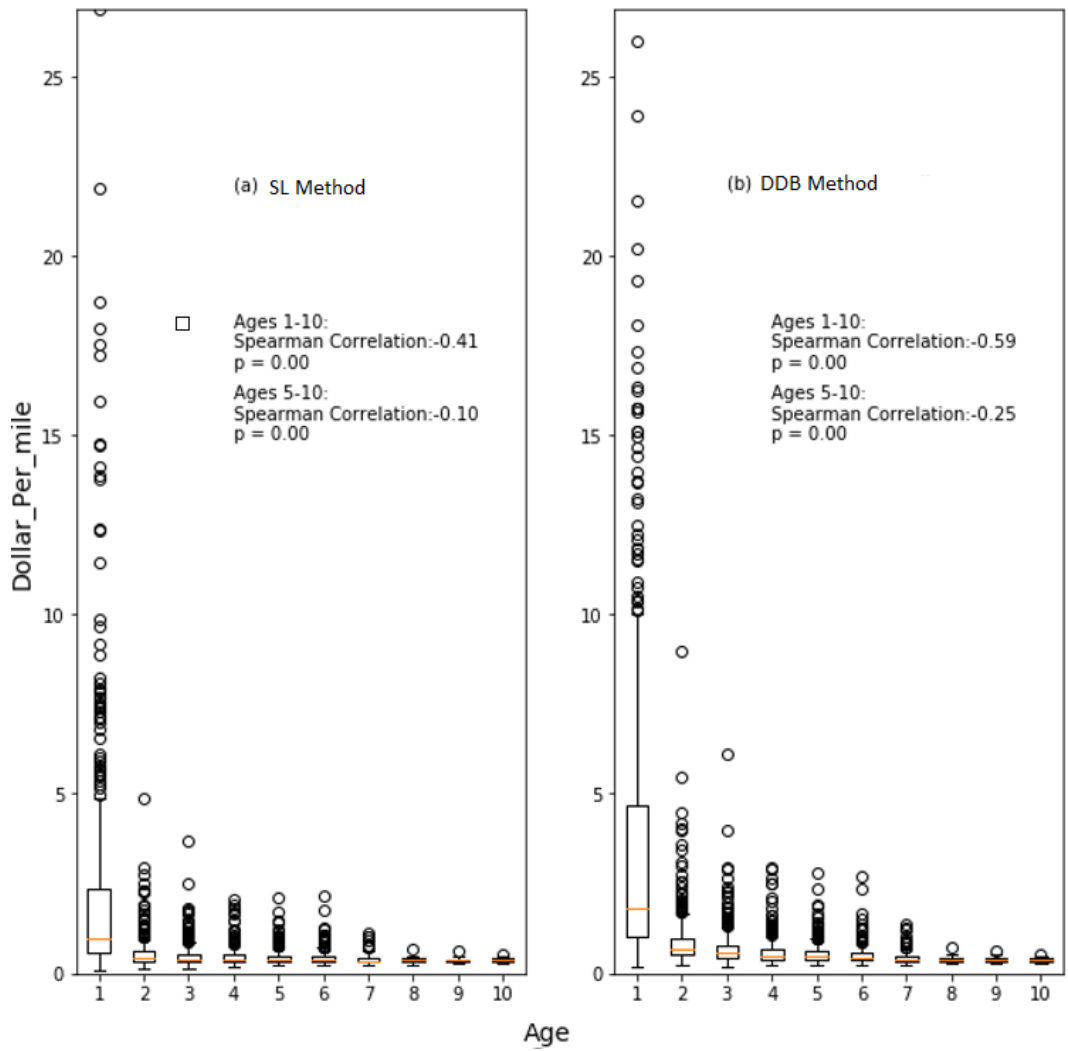 25
20
15
10
5
0
Dollar_Per_mile
(a) SL Method
Ages 1-10:
Spearman Correlation:-0.41
p = 0.00
Ages 5-10:
Spearman Correlation:-0.10
p = 0.00
1 2 3 4 5 6 7 8 9 10
25
20
15
10
5
0
(b) DDB Method
Ages 1-10:
Spearman Correlation:-0.59
p = 0.00
Ages 5-10:
Spearman Correlation:-0.25
p = 0.00
1 2 3 4 5 6 7 8 9 10
Age